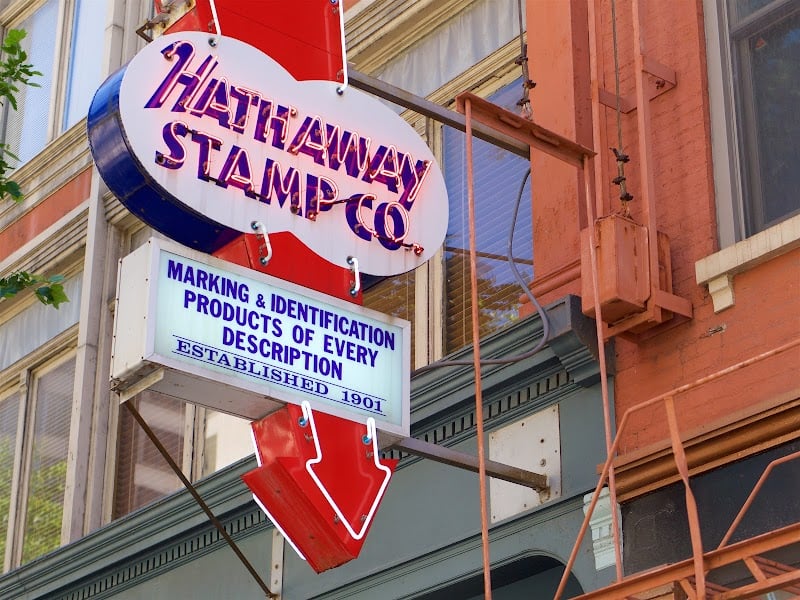 HATHAWAY
STAMP CO.
MARKING & IDENTIFICATION
PRODUCTS OF EVERY
DESCRIPTION
ESTABLISHED 1901